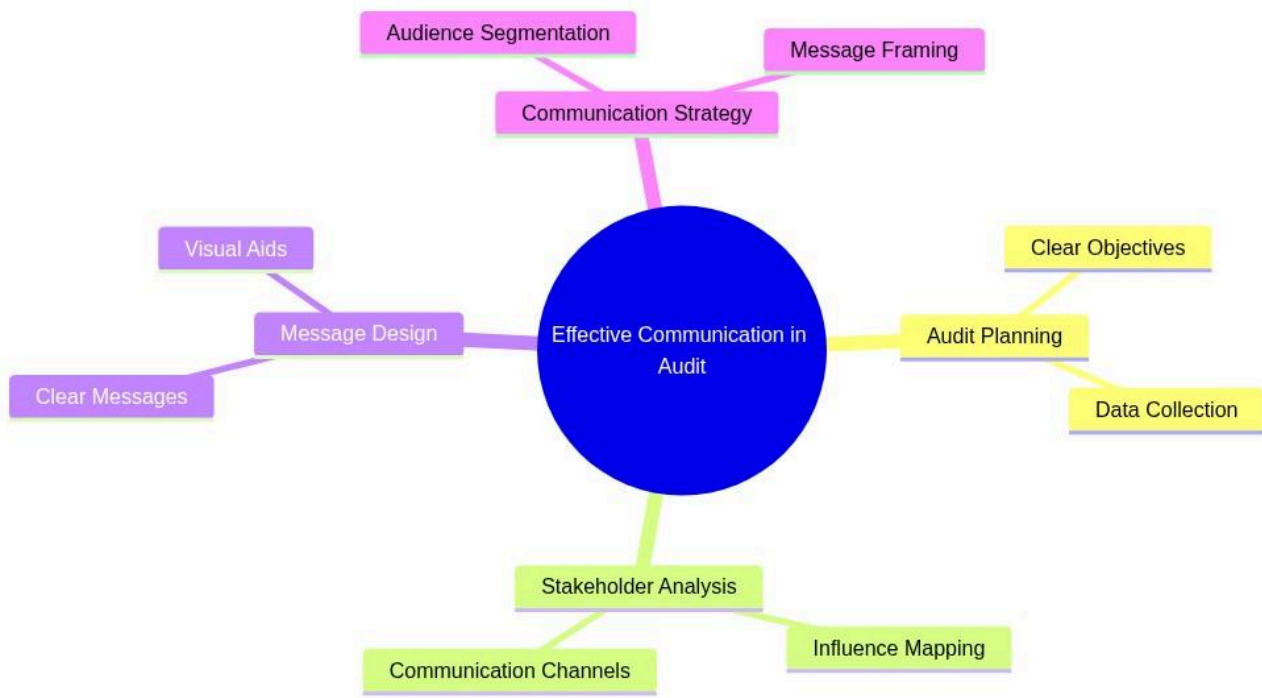 Audience Segmentation
Message Framing
Communication Strategy
Visual Aids
Clear Objectives
Message Design
Effective Communication in
Audit
Audit Planning
Clear Messages
Data Collection
Stakeholder Analysis
Influence Mapping
Communication Channels